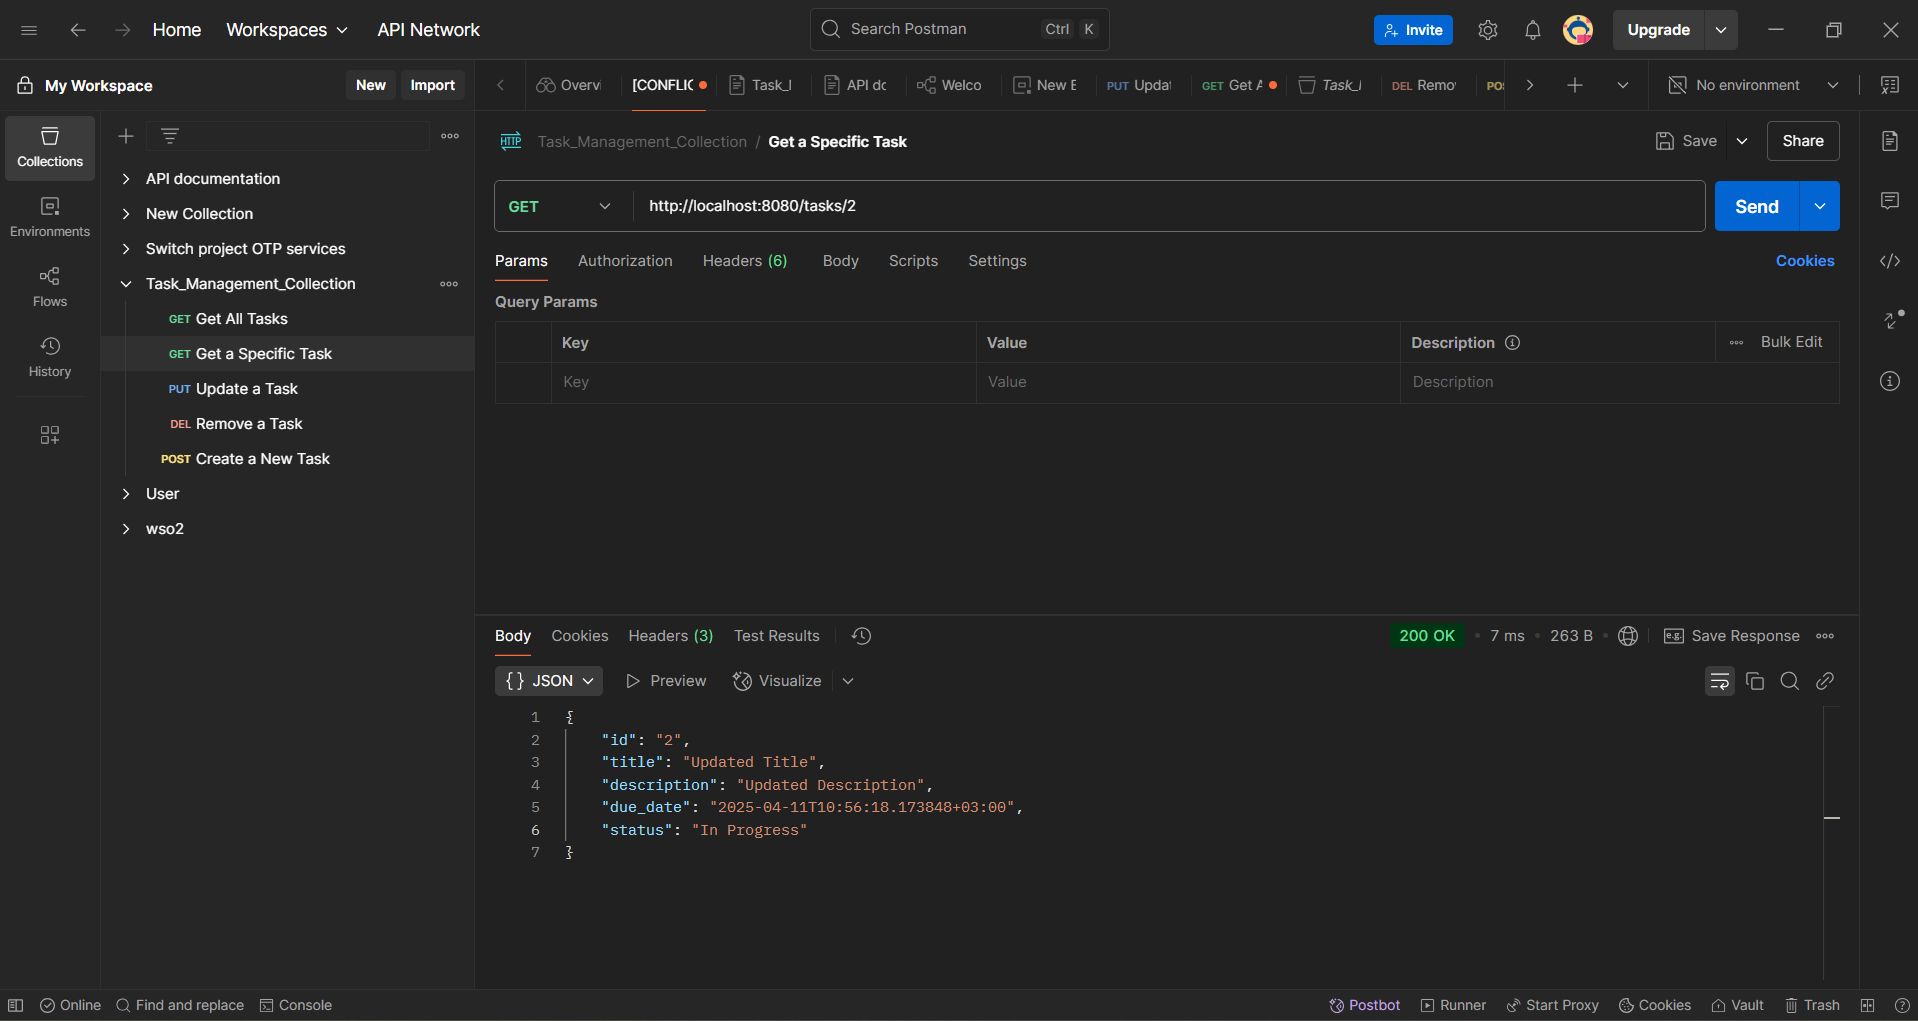 Home Workspaces API Network Search Postman Ctrl K Invite Upgrade
My Workspace New Import Overvi [CONFLIC Task_I API dc Welco New E PUT Updat GET Get A Task_I DEL Remov POS No environment
Collections
Environments
Flows
History
API documentation
New Collection
Switch project OTP services
Task_Management_Collection
GET Get All Tasks
GET Get a Specific Task
PUT Update a Task
DEL Remove a Task
POST Create a New Task
User
wso2
HTTP Task_Management_Collection / Get a Specific Task Save Share
GET http://localhost:8080/tasks/2 Send
Params Authorization Headers (6) Body Scripts Settings Cookies
Query Params
Key Value Description Bulk Edit
Key Value Description
Body Cookies Headers (3) Test Results 200 OK • 7 ms • 263 B • e.g. Save Response
{} JSON Preview Visualize
1 {
2 "id": "2",
3 "title": "Updated Title",
4 "description": "Updated Description",
5 "due_date": "2025-04-11T10:56:18.173848+03:00",
6 "status": "In Progress"
7 }
Online Find and replace Console Postbot Runner Start Proxy Cookies Vault Trash